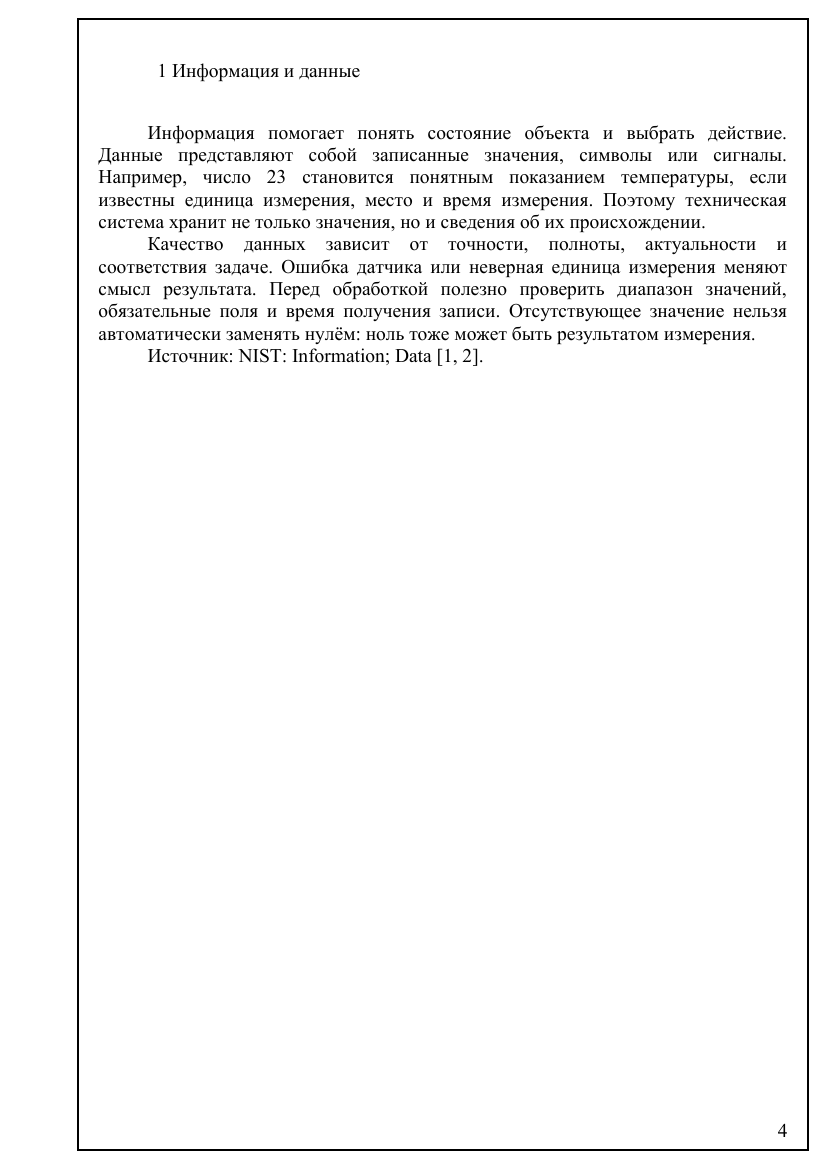 1 Информация и данные
Информация помогает понять состояние объекта и выбрать действие.
Данные представляют собой записанные значения, символы или сигналы.
Например, число 23 становится понятным показанием температуры, если
известны единица измерения, место и время измерения. Поэтому техническая
система хранит не только значения, но и сведения об их происхождении.
Качество данных зависит от точности, полноты, актуальности и
соответствия задаче. Ошибка датчика или неверная единица измерения меняют
смысл результата. Перед обработкой полезно проверить диапазон значений,
обязательные поля и время получения записи. Отсутствующее значение нельзя
автоматически заменять нулём: ноль тоже может быть результатом измерения.
Источник: NIST: Information; Data [1, 2].
4